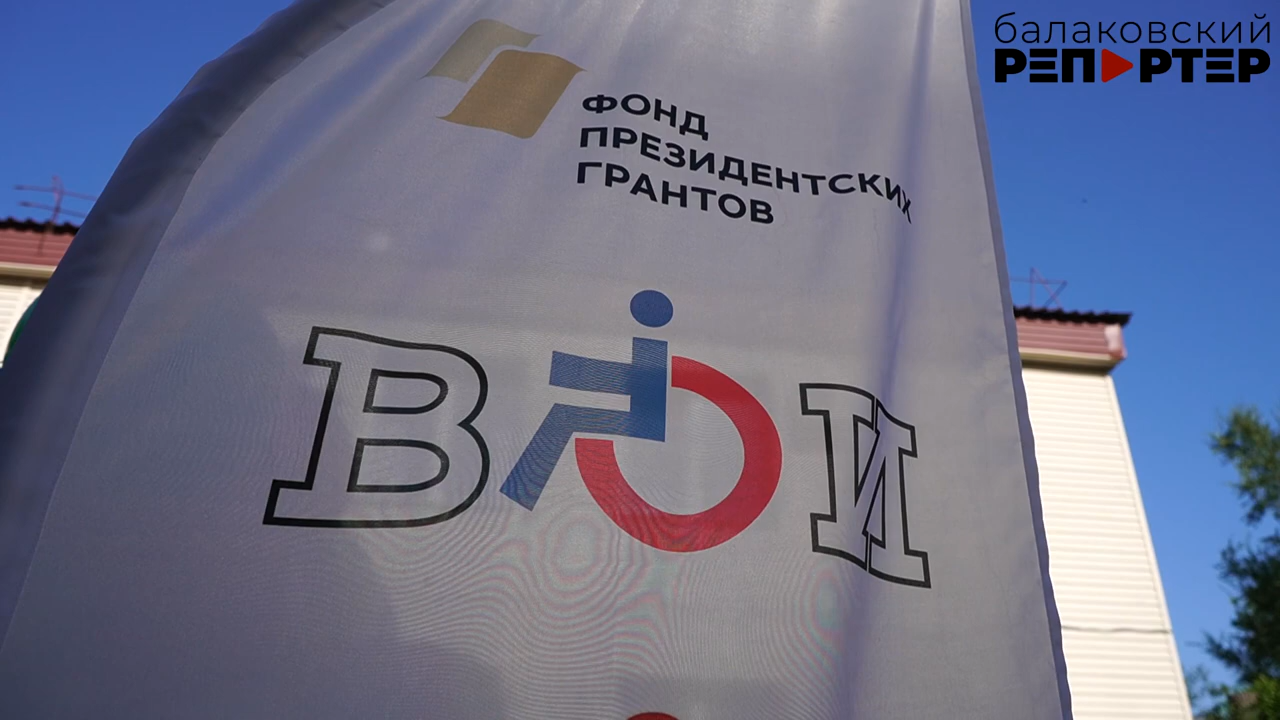 балаковский
РЕПОРТЕР
ФОНД
ПРЕЗИДЕНТСКИХ
ГРАНТОВ
ВОИ